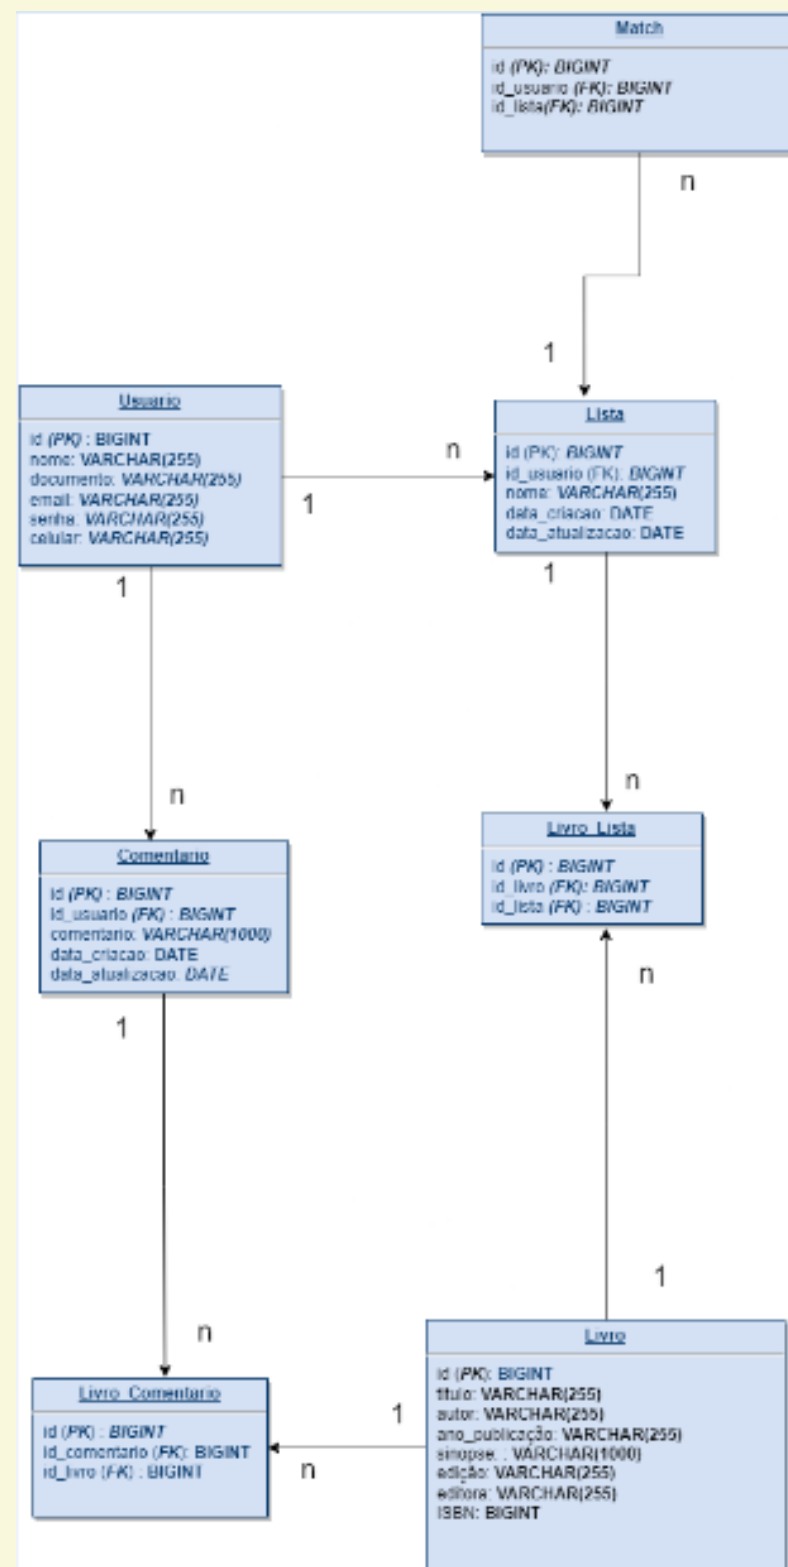 Match
id (PK): BIGINT
id_usuario (FK): BIGINT
id_lista(FK): BIGINT
n
1
Usuario
id (PK) : BIGINT
nome: VARCHAR(255)
documento: VARCHAR(255)
email: VARCHAR(255)
senha: VARCHAR(255)
celular: VARCHAR(255)
1
n
Lista
id (PK): BIGINT
id_usuario (FK): BIGINT
nome: VARCHAR(255)
data_criacao: DATE
data_atualizacao: DATE
1
1
n
n
Comentario
id (PK) : BIGINT
id_usuario (FK) : BIGINT
comentario: VARCHAR(1000)
data_criacao: DATE
data_atualizacao: DATE
Livro_Lista
id (PK) : BIGINT
id_livro (FK): BIGINT
id_lista (FK) : BIGINT
n
1
1
n
Livro_Comentario
id (PK) : BIGINT
id_comentario (FK): BIGINT
id_livro (FK) : BIGINT
1
n
Livro
id (PK): BIGINT
titulo: VARCHAR(255)
autor: VARCHAR(255)
ano_publicação: VARCHAR(255)
sinopse: : VARCHAR(1000)
edição: VARCHAR(255)
editora: VARCHAR(255)
ISBN: BIGINT